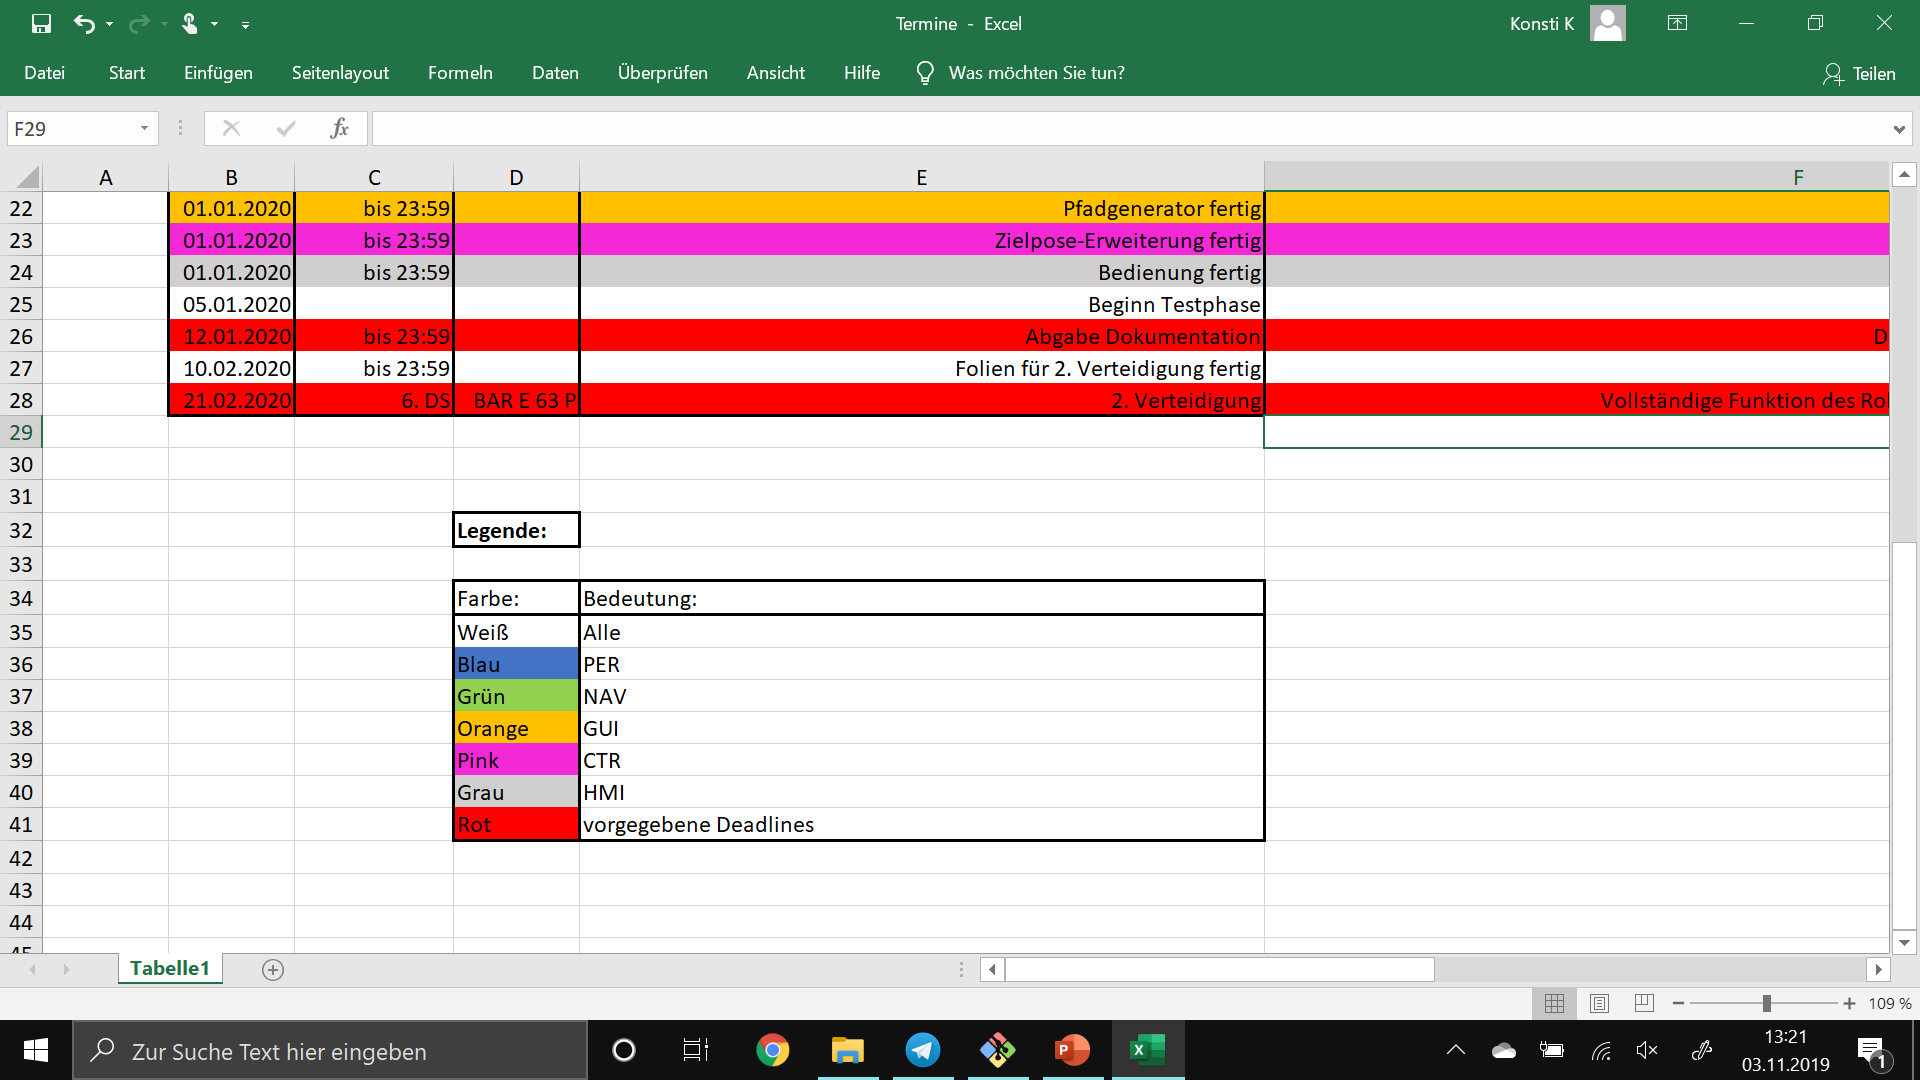 Termine - Excel
Konsti K
Datei Start Einfügen Seitenlayout Formeln Daten Überprüfen Ansicht Hilfe Was möchten Sie tun? Teilen
F29 fx
A B C D E F
22 01.01.2020 bis 23:59 Pfadgenerator fertig
23 01.01.2020 bis 23:59 Zielpose-Erweiterung fertig
24 01.01.2020 bis 23:59 Bedienung fertig
25 05.01.2020 Beginn Testphase
26 12.01.2020 bis 23:59 Abgabe Dokumentation D
27 10.02.2020 bis 23:59 Folien für 2. Verteidigung fertig
28 21.02.2020 6. DS BAR E 63 P 2. Verteidigung Vollständige Funktion des Ro
29
30
31
32 Legende:
33
34 Farbe: Bedeutung:
35 Weiß Alle
36 Blau PER
37 Grün NAV
38 Orange GUI
39 Pink CTR
40 Grau HMI
41 Rot vorgegebene Deadlines
42
43
44
45
Tabelle1
109 %
Zur Suche Text hier eingeben
13:21
03.11.2019
1